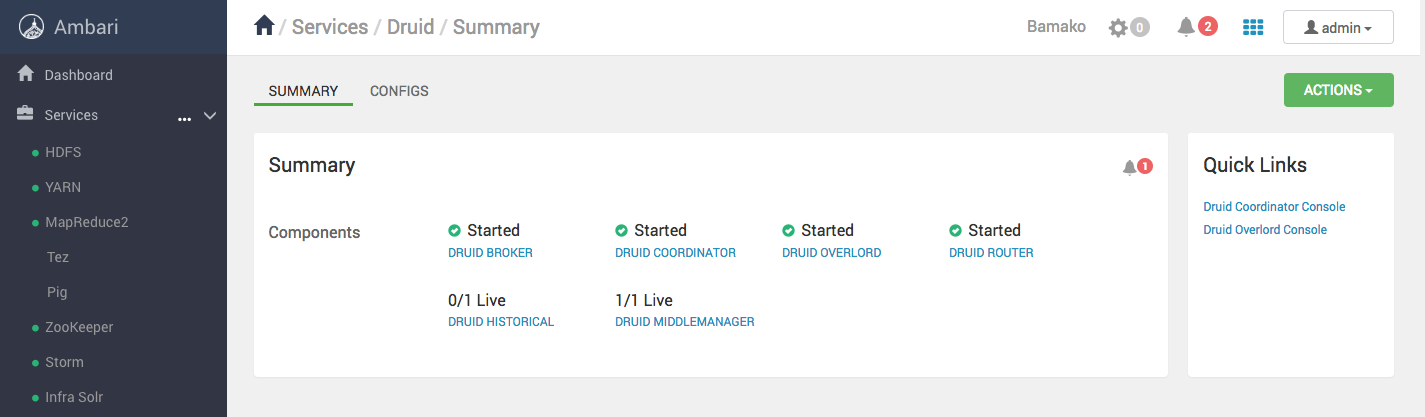 Ambari
/ Services / Druid / Summary
Bamako 0 2 admin
Dashboard
Services ...
HDFS
YARN
MapReduce2
Tez
Pig
ZooKeeper
Storm
Infra Solr
SUMMARY CONFIGS
ACTIONS
Summary
1
Components
Started Started Started Started
DRUID BROKER DRUID COORDINATOR DRUID OVERLORD DRUID ROUTER
0/1 Live 1/1 Live
DRUID HISTORICAL DRUID MIDDLEMANAGER
Quick Links
Druid Coordinator Console
Druid Overlord Console